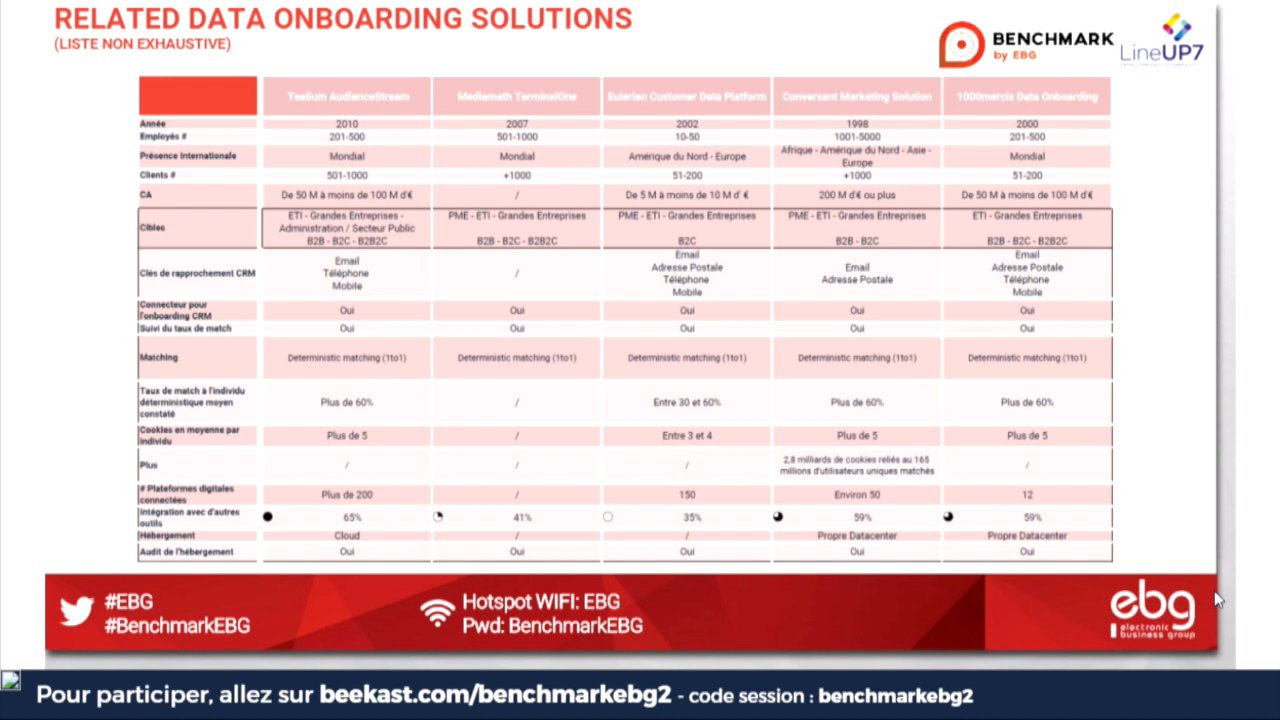 RELATED DATA ONBOARDING SOLUTIONS
(LISTE NON EXHAUSTIVE)
BENCHMARK
by EBG
LineUP7
Tealium AudienceStream Mediamath TerminalOne Eulerian Customer Data Platform Conversant Marketing Solution 1000mercis Data Onboarding
Année 2010 2007 2002 1998 2000
Employés # 201-500 501-1000 10-50 1001-5000 201-500
Présence Internationale Mondial Mondial Amérique du Nord - Europe Afrique - Amérique du Nord - Asie - Europe Mondial
Clients # 501-1000 +1000 51-200 +1000 51-200
CA De 50 M à moins de 100 M d'€ / De 5 M à moins de 10 M d' € 200 M d'€ ou plus De 50 M à moins de 100 M d'€
Cibles ETI - Grandes Entreprises - Administration / Secteur Public B2B - B2C - B2B2C PME - ETI - Grandes Entreprises B2B - B2C - B2B2C PME - ETI - Grandes Entreprises B2C PME - ETI - Grandes Entreprises B2B - B2C ETI - Grandes Entreprises B2B - B2C - B2B2C
Clés de rapprochement CRM Email Téléphone Mobile / Email Adresse Postale Téléphone Mobile Email Adresse Postale Email Adresse Postale Téléphone Mobile
Connecteur pour l'onboarding CRM Oui Oui Oui Oui Oui
Suivi du taux de match Oui Oui Oui Oui Oui
Matching Deterministic matching (1to1) Deterministic matching (1to1) Deterministic matching (1to1) Deterministic matching (1to1) Deterministic matching (1to1)
Taux de match à l'individu déterministique moyen constaté Plus de 60% / Entre 30 et 60% Plus de 60% Plus de 60%
Cookies en moyenne par individu Plus de 5 / Entre 3 et 4 Plus de 5 Plus de 5
Plus / / / 2,8 milliards de cookies reliés au 165 millions d'utilisateurs uniques matchés /
# Plateformes digitales connectées Plus de 200 / 150 Environ 50 12
Intégration avec d'autres outils 65% 41% 35% 59% 59%
Hébergement Cloud / / Propre Datacenter Propre Datacenter
Audit de l'hébergement Oui Oui Oui Oui Oui
#EBG
#BenchmarkEBG
Hotspot WIFI: EBG
Pwd: BenchmarkEBG
ebg
electronic
business group
Pour participer, allez sur beekast.com/benchmarkebg2 - code session : benchmarkebg2